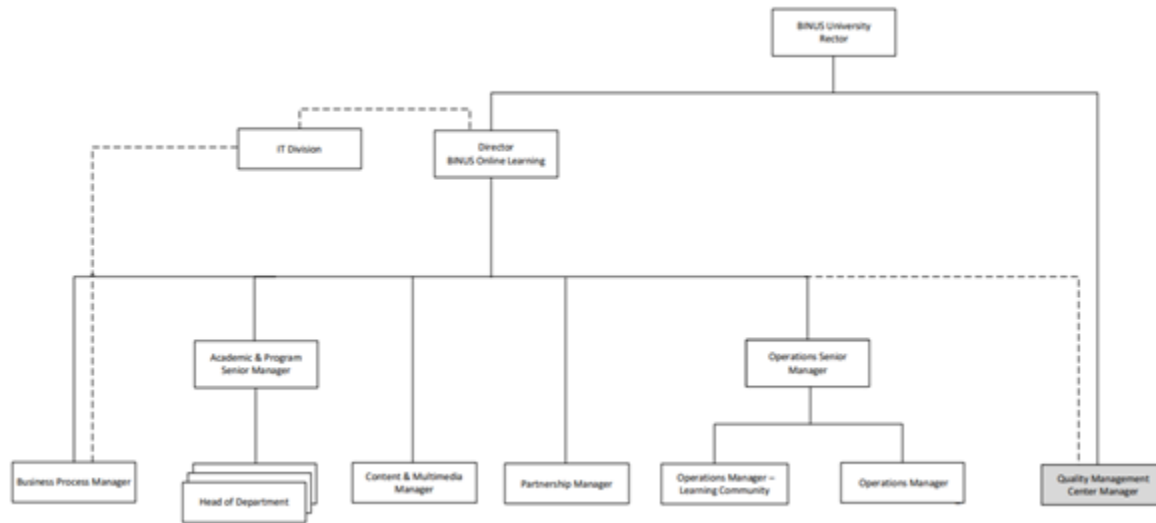 BINUS University
Rector
IT Division
Director
BINUS Online Learning
Academic & Program
Senior Manager
Operations Senior
Manager
Business Process Manager
Head of Department
Content & Multimedia
Manager
Partnership Manager
Operations Manager –
Learning Community
Operations Manager
Quality Management
Center Manager